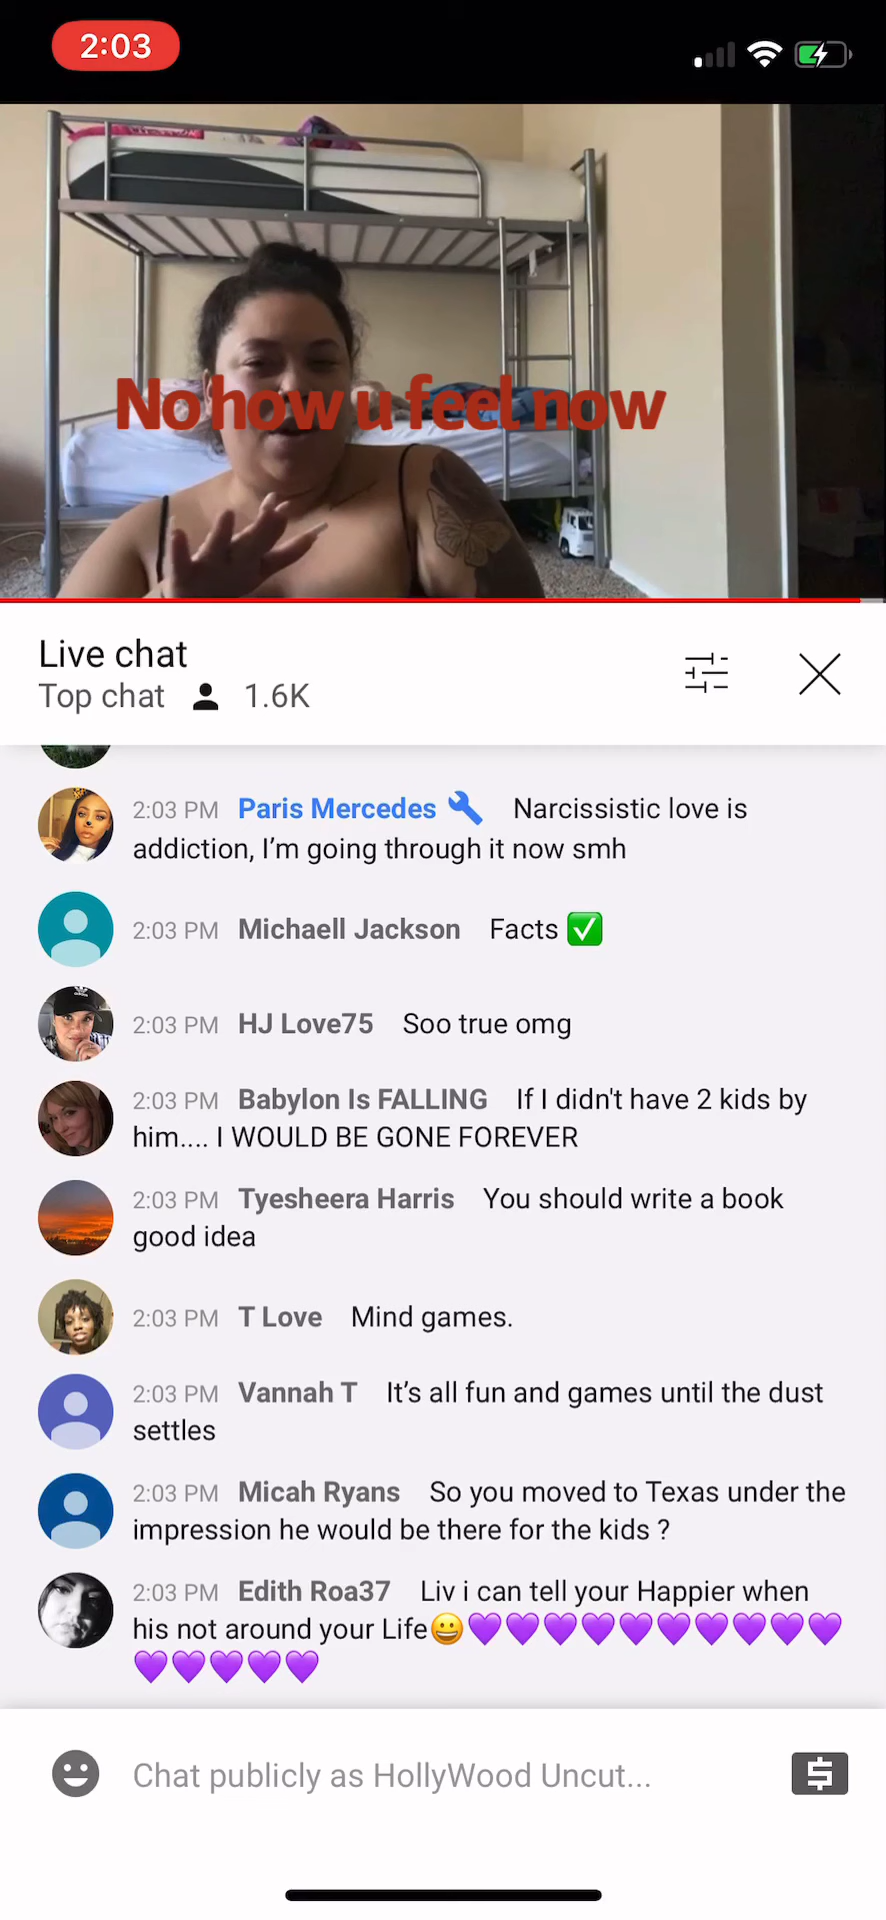 2:03
No how u feel now
Live chat
Top chat 1.6K
2:03 PM Paris Mercedes 🔧 Narcissistic love is
addiction, I’m going through it now smh
2:03 PM Michaell Jackson Facts ✅
2:03 PM HJ Love75 Soo true omg
2:03 PM Babylon Is FALLING If I didn't have 2 kids by
him.... I WOULD BE GONE FOREVER
2:03 PM Tyesheera Harris You should write a book
good idea
2:03 PM T Love Mind games.
2:03 PM Vannah T It’s all fun and games until the dust
settles
2:03 PM Micah Ryans So you moved to Texas under the
impression he would be there for the kids ?
2:03 PM Edith Roa37 Liv i can tell your Happier when
his not around your Life😀💜💜💜💜💜💜💜💜💜💜
💜💜💜💜💜
Chat publicly as HollyWood Uncut...